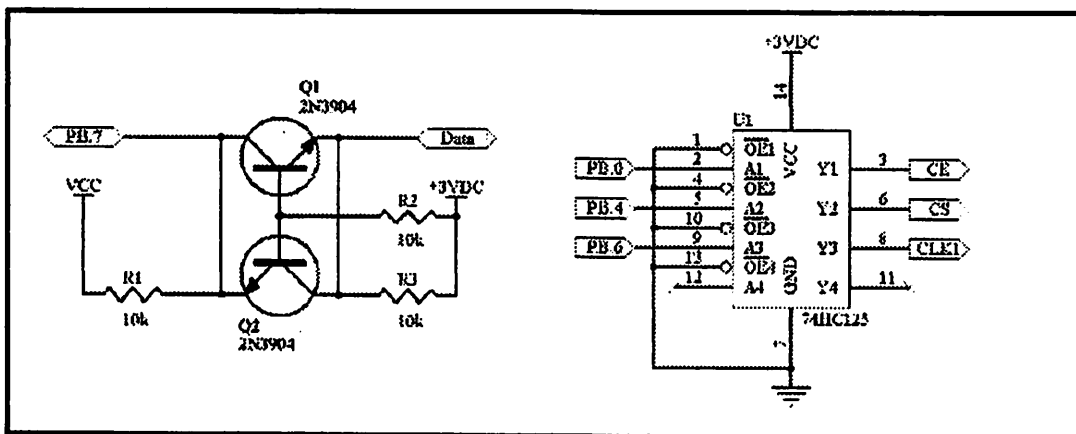 Q1
2N3904
PB.7
Data
VCC
+3VDC
R2
10k
R1
10k
R3
10k
Q2
2N3904
+3VDC
14
U1
VCC
1
OE1
2
A1
4
OE2
5
A2
10
OE3
9
A3
13
OE4
12
A4
PB.0
PB.4
PB.6
Y1
3
CE
Y2
6
CS
Y3
8
CLK1
Y4
11
GND
7
74HC125